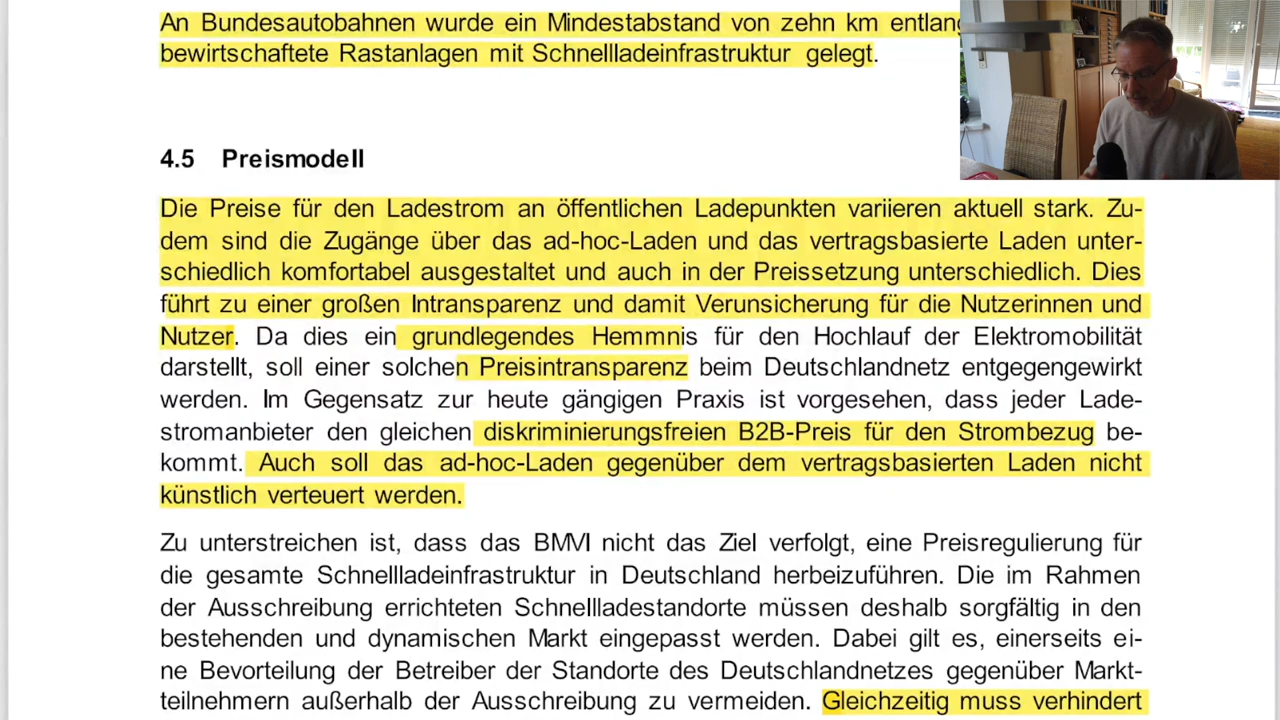 An Bundesautobahnen wurde ein Mindestabstand von zehn km entlang
bewirtschaftete Rastanlagen mit Schnellladeinfrastruktur gelegt.
4.5 Preismodell
Die Preise für den Ladestrom an öffentlichen Ladepunkten variieren aktuell stark. Zu-
dem sind die Zugänge über das ad-hoc-Laden und das vertragsbasierte Laden unter-
schiedlich komfortabel ausgestaltet und auch in der Preissetzung unterschiedlich. Dies
führt zu einer großen Intransparenz und damit Verunsicherung für die Nutzerinnen und
Nutzer. Da dies ein grundlegendes Hemmnis für den Hochlauf der Elektromobilität
darstellt, soll einer solchen Preisintransparenz beim Deutschlandnetz entgegengewirkt
werden. Im Gegensatz zur heute gängigen Praxis ist vorgesehen, dass jeder Lade-
stromanbieter den gleichen diskriminierungsfreien B2B-Preis für den Strombezug be-
kommt. Auch soll das ad-hoc-Laden gegenüber dem vertragsbasierten Laden nicht
künstlich verteuert werden.
Zu unterstreichen ist, dass das BMVI nicht das Ziel verfolgt, eine Preisregulierung für
die gesamte Schnellladeinfrastruktur in Deutschland herbeizuführen. Die im Rahmen
der Ausschreibung errichteten Schnellladestandorte müssen deshalb sorgfältig in den
bestehenden und dynamischen Markt eingepasst werden. Dabei gilt es, einerseits ei-
ne Bevorteilung der Betreiber der Standorte des Deutschlandnetzes gegenüber Markt-
teilnehmern außerhalb der Ausschreibung zu vermeiden. Gleichzeitig muss verhindert